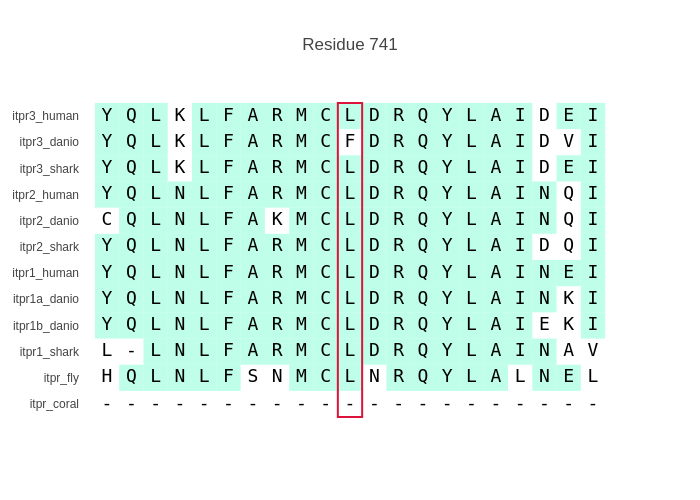 Residue 741
itpr3_human Y Q L K L F A R M C L D R Q Y L A I D E I
itpr3_danio Y Q L K L F A R M C F D R Q Y L A I D V I
itpr3_shark Y Q L K L F A R M C L D R Q Y L A I D E I
itpr2_human Y Q L N L F A R M C L D R Q Y L A I N Q I
itpr2_danio C Q L N L F A K M C L D R Q Y L A I N Q I
itpr2_shark Y Q L N L F A R M C L D R Q Y L A I D Q I
itpr1_human Y Q L N L F A R M C L D R Q Y L A I N E I
itpr1a_danio Y Q L N L F A R M C L D R Q Y L A I N K I
itpr1b_danio Y Q L N L F A R M C L D R Q Y L A I E K I
itpr1_shark L - L N L F A R M C L D R Q Y L A I N A V
itpr_fly H Q L N L F S N M C L N R Q Y L A L N E L
itpr_coral - - - - - - - - - - - - - - - - - - - - -